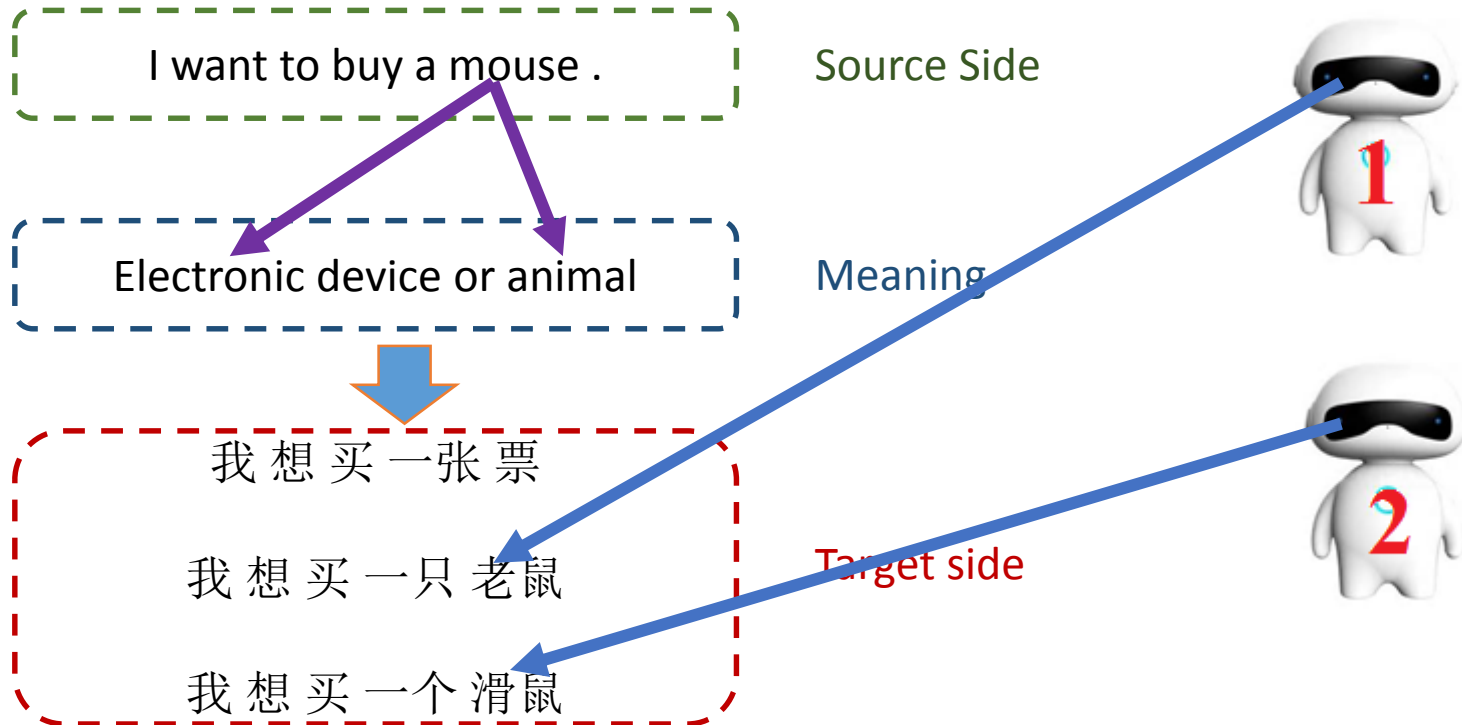 I want to buy a mouse .
Source Side
1
Electronic device or animal
Meaning
我 想 买 一张 票
2
我 想 买 一只 老鼠
Target side
我 想 买 一个 滑鼠